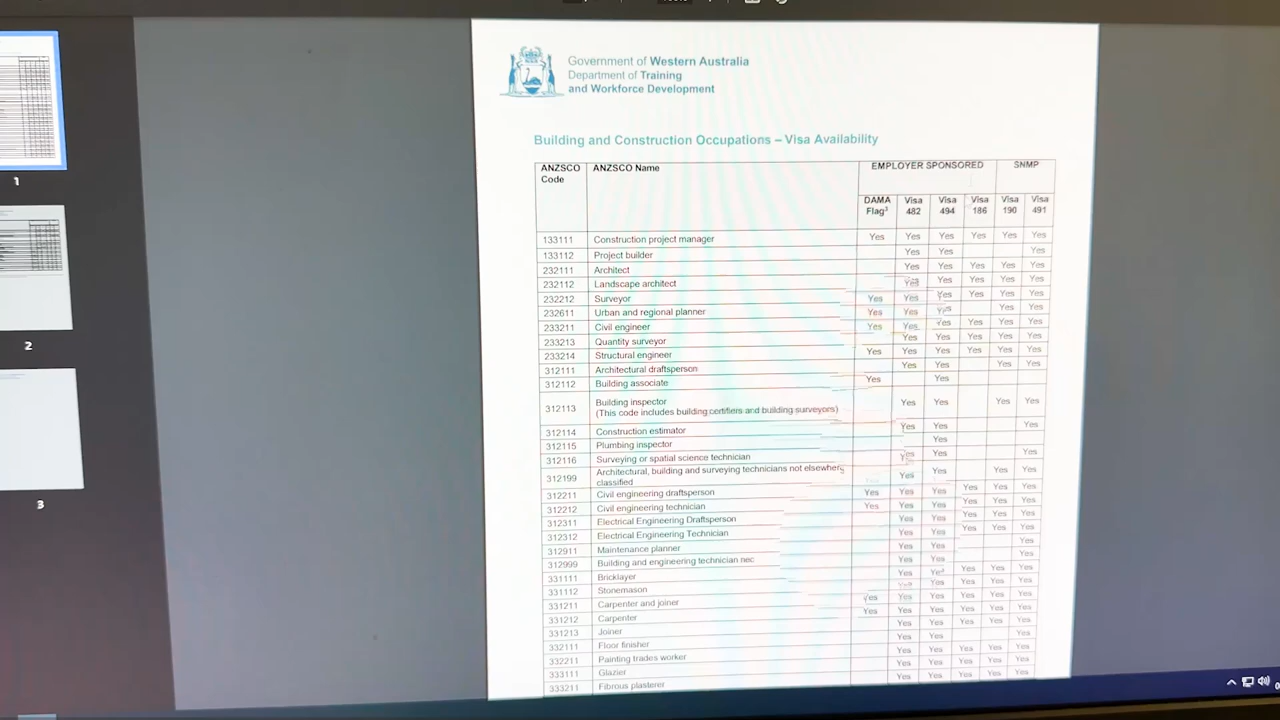 Government of Western Australia
Department of Training
and Workforce Development
Building and Construction Occupations – Visa Availability
ANZSCO Code ANZSCO Name EMPLOYER SPONSORED SNMP
DAMA Flag³ Visa 482 Visa 494 Visa 186 Visa 190 Visa 491
133111 Construction project manager Yes Yes Yes Yes Yes Yes
133112 Project builder Yes Yes Yes
232111 Architect Yes Yes Yes Yes Yes
232112 Landscape architect Yes Yes Yes Yes Yes
232212 Surveyor Yes Yes Yes Yes Yes Yes
232611 Urban and regional planner Yes Yes Yes Yes Yes
233211 Civil engineer Yes Yes Yes Yes Yes Yes
233213 Quantity surveyor Yes Yes Yes Yes Yes
233214 Structural engineer Yes Yes Yes Yes Yes Yes
312111 Architectural draftsperson Yes Yes Yes Yes
312112 Building associate Yes Yes
312113 Building inspector
(This code includes building certifiers and building surveyors) Yes Yes Yes Yes
312114 Construction estimator Yes Yes Yes
312115 Plumbing inspector Yes
312116 Surveying or spatial science technician Yes Yes Yes
312199 Architectural, building and surveying technicians not elsewhere
classified Yes Yes Yes Yes
312211 Civil engineering draftsperson Yes Yes Yes Yes Yes Yes
312212 Civil engineering technician Yes Yes Yes Yes Yes Yes
312311 Electrical Engineering Draftsperson Yes Yes Yes Yes Yes
312312 Electrical Engineering Technician Yes Yes Yes Yes Yes
312911 Maintenance planner Yes Yes Yes
312999 Building and engineering technician nec Yes Yes Yes
331111 Bricklayer Yes Yes Yes Yes Yes
331112 Stonemason Yes Yes Yes Yes Yes
331211 Carpenter and joiner Yes Yes Yes Yes Yes Yes
331212 Carpenter Yes Yes Yes Yes Yes Yes
331213 Joiner Yes Yes Yes Yes Yes
332111 Floor finisher Yes Yes Yes
332211 Painting trades worker Yes Yes Yes Yes Yes
333111 Glazier Yes Yes Yes Yes Yes
333211 Fibrous plasterer Yes Yes Yes Yes Yes
1
2
3